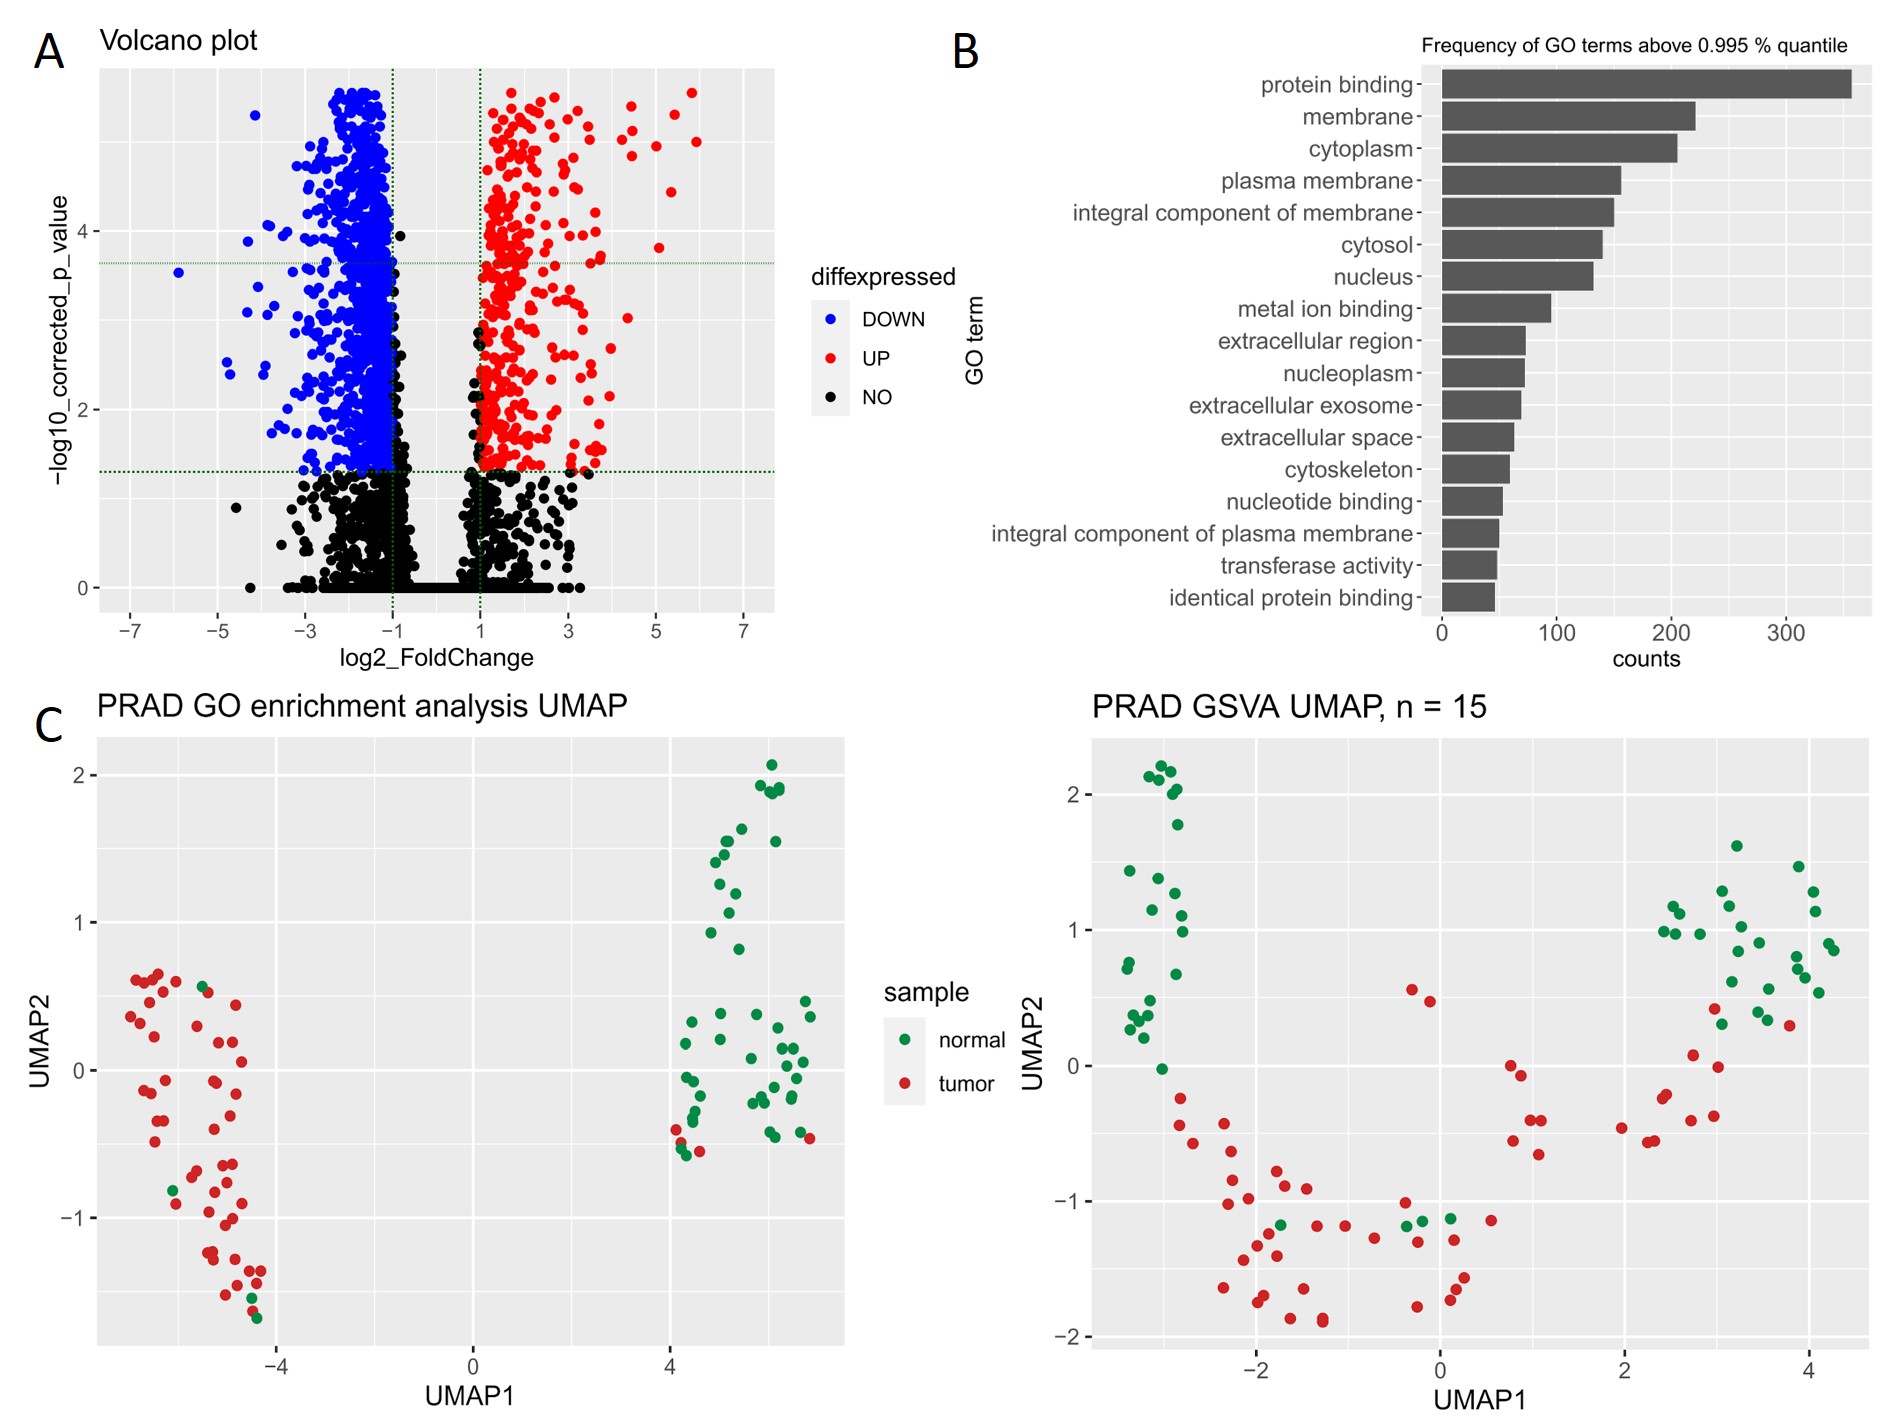 A
Volcano plot
-log10_corrected_p_value
4
2
0
−7
−5
−3
−1
1
3
5
7
log2_FoldChange
diffexpressed
DOWN
UP
NO
B
Frequency of GO terms above 0.995 % quantile
GO term
protein binding
membrane
cytoplasm
plasma membrane
integral component of membrane
cytosol
nucleus
metal ion binding
extracellular region
nucleoplasm
extracellular exosome
extracellular space
cytoskeleton
nucleotide binding
integral component of plasma membrane
transferase activity
identical protein binding
0
100
200
300
counts
C
PRAD GO enrichment analysis UMAP
UMAP2
2
1
0
−1
−4
0
4
UMAP1
sample
normal
tumor
PRAD GSVA UMAP, n = 15
UMAP2
2
1
0
−1
−2
−2
0
2
4
UMAP1